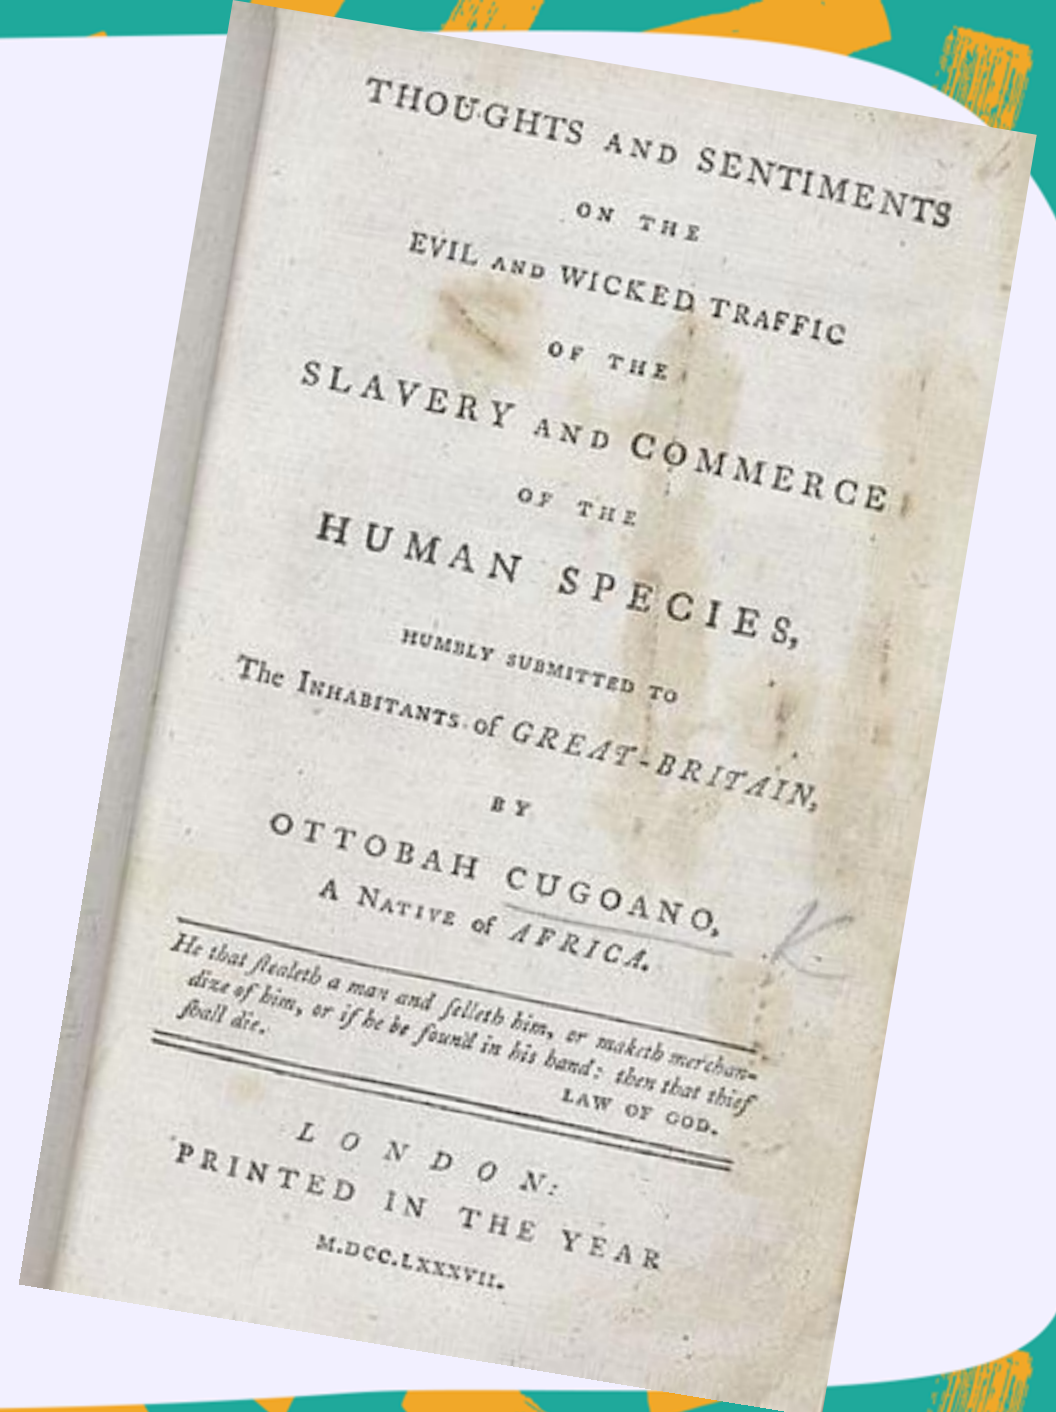 THOUGHTS AND SENTIMENTS
ON THE
EVIL AND WICKED TRAFFIC
OF THE
SLAVERY AND COMMERCE
OF THE
HUMAN SPECIES,
HUMBLY SUBMITTED TO
The INHABITANTS of GREAT-BRITAIN,
BY
OTTOBAH CUGOANO,
A NATIVE of AFRICA.
K
He that ſtealeth a man and ſelleth him, or maketh merchan-
dize of him, or if he be found in his hand: then that thief
ſhall die.
LAW OF GOD.
LONDON:
PRINTED IN THE YEAR
M.DCC.LXXXVII.